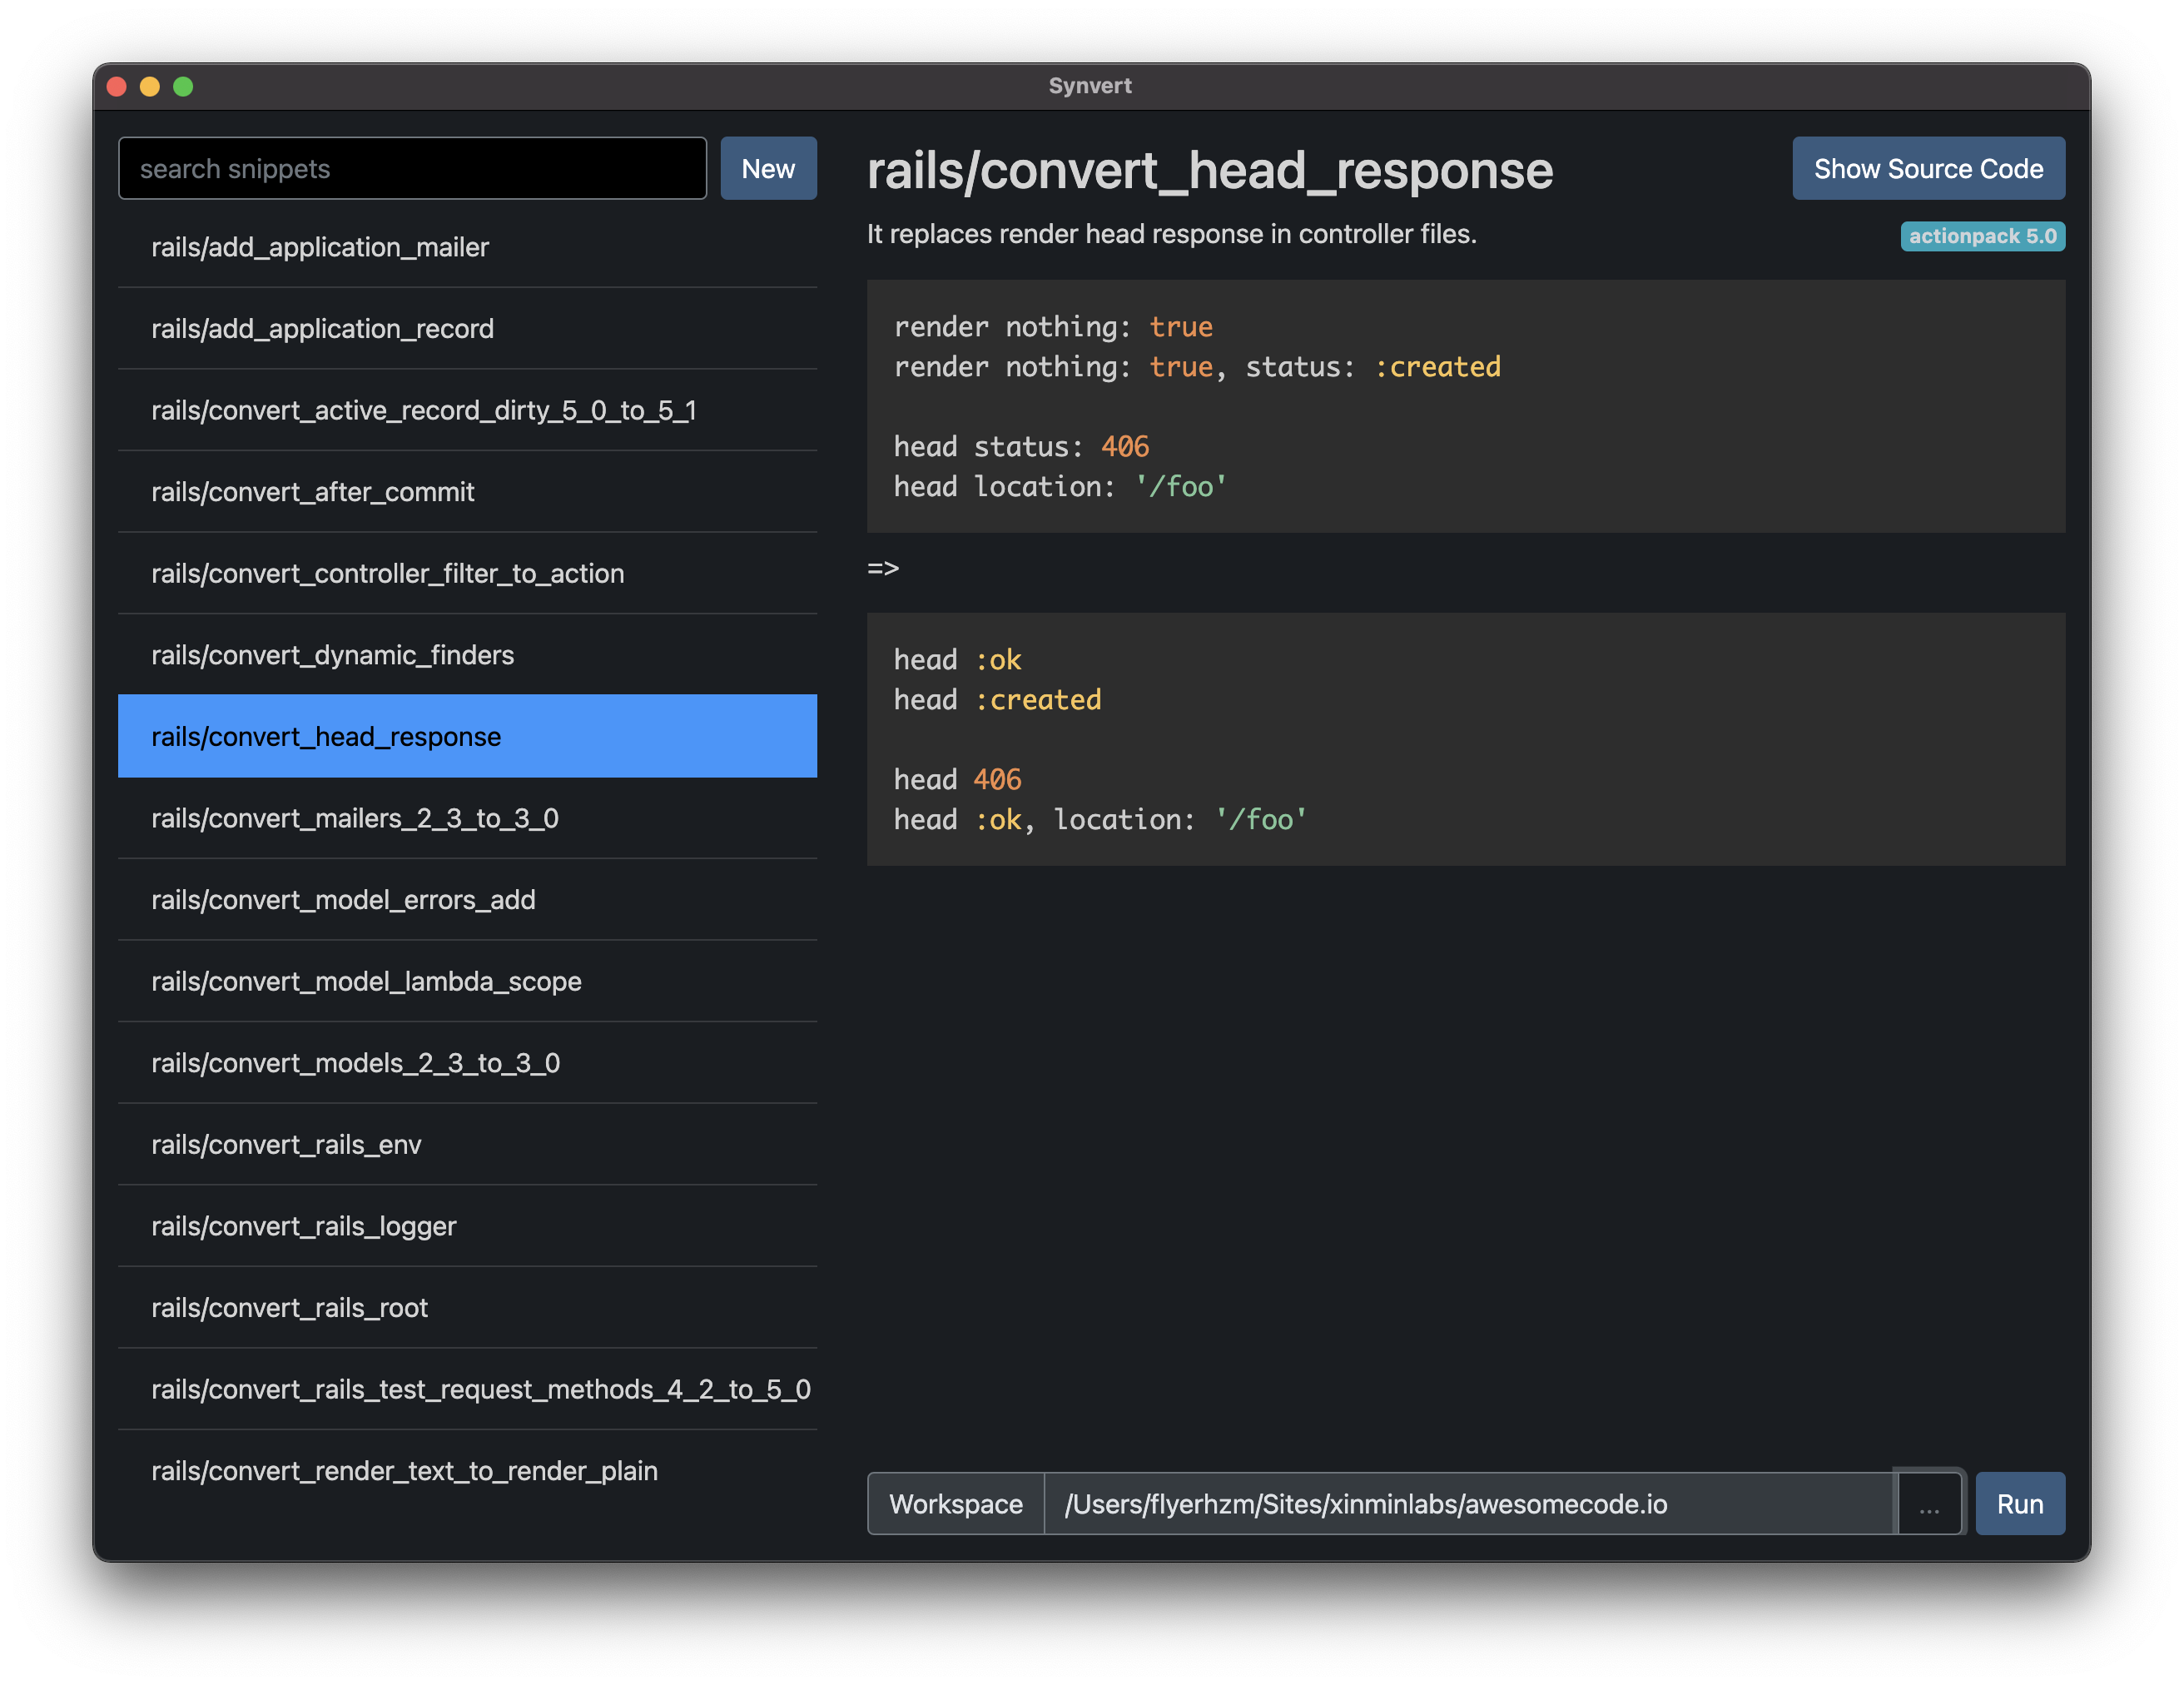 Synvert
search snippets
New
rails/add_application_mailer
rails/add_application_record
rails/convert_active_record_dirty_5_0_to_5_1
rails/convert_after_commit
rails/convert_controller_filter_to_action
rails/convert_dynamic_finders
rails/convert_head_response
rails/convert_mailers_2_3_to_3_0
rails/convert_model_errors_add
rails/convert_model_lambda_scope
rails/convert_models_2_3_to_3_0
rails/convert_rails_env
rails/convert_rails_logger
rails/convert_rails_root
rails/convert_rails_test_request_methods_4_2_to_5_0
rails/convert_render_text_to_render_plain
rails/convert_head_response
Show Source Code
It replaces render head response in controller files.
actionpack 5.0
render nothing: true
render nothing: true, status: :created
head status: 406
head location: '/foo'
=>
head :ok
head :created
head 406
head :ok, location: '/foo'
Workspace
/Users/flyerhzm/Sites/xinminlabs/awesomecode.io
...
Run